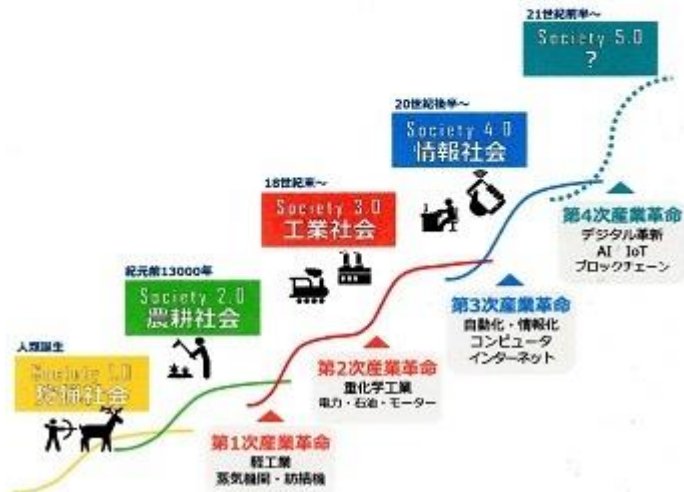 21世紀前半～
Society 5.0
?
20世紀後半～
Society 4.0
情報社会
18世紀末～
Society 3.0
工業社会
紀元前13000年
Society 2.0
農耕社会
人類誕生
Society 1.0
狩猟社会
第4次産業革命
デジタル革新
AI IoT
ブロックチェーン
第3次産業革命
自動化・情報化
コンピュータ
インターネット
第2次産業革命
重化学工業
電力・石油・モーター
第1次産業革命
軽工業
蒸気機関・紡績機